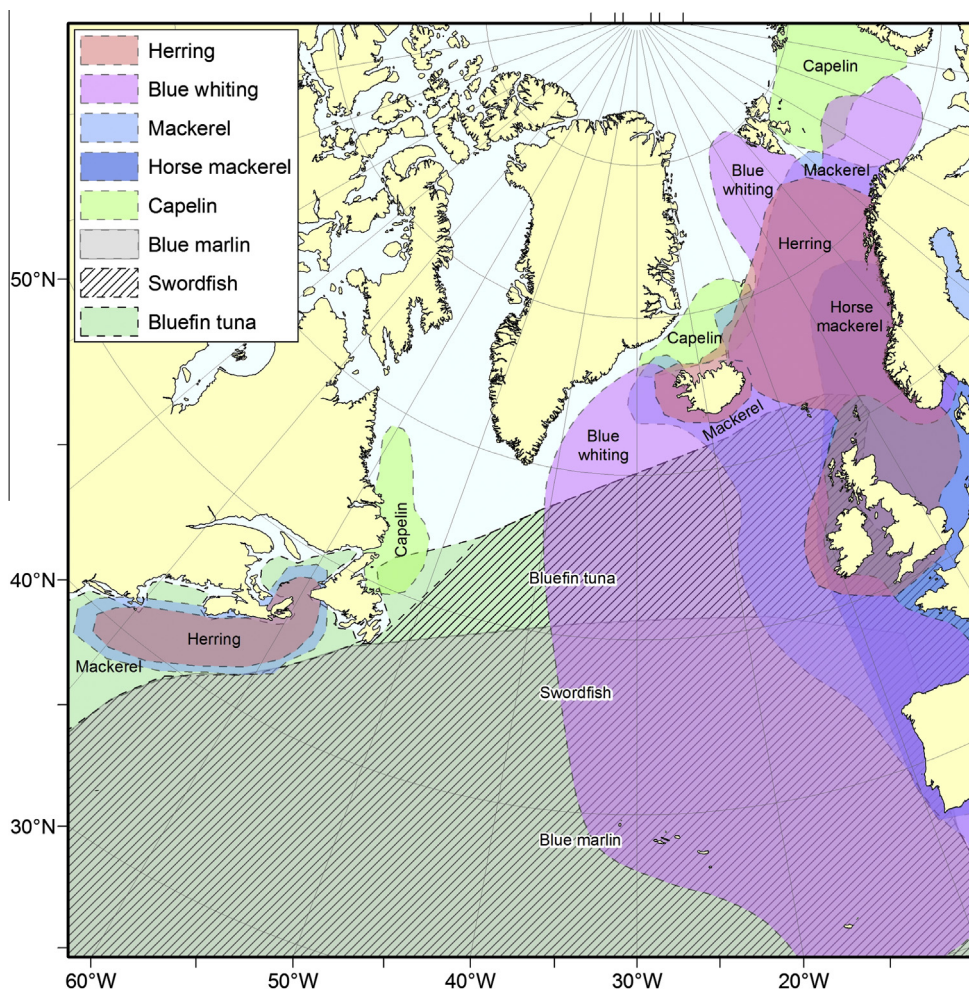 Herring
Blue whiting
Mackerel
Horse mackerel
Capelin
Blue marlin
Swordfish
Bluefin tuna
Capelin
Blue
whiting
Mackerel
Herring
50°N
Horse
mackerel
Capelin
Mackerel
Blue
whiting
Capelin
40°N
Bluefin tuna
Herring
Mackerel
Swordfish
30°N
Blue marlin
60°W
50°W
40°W
30°W
20°W